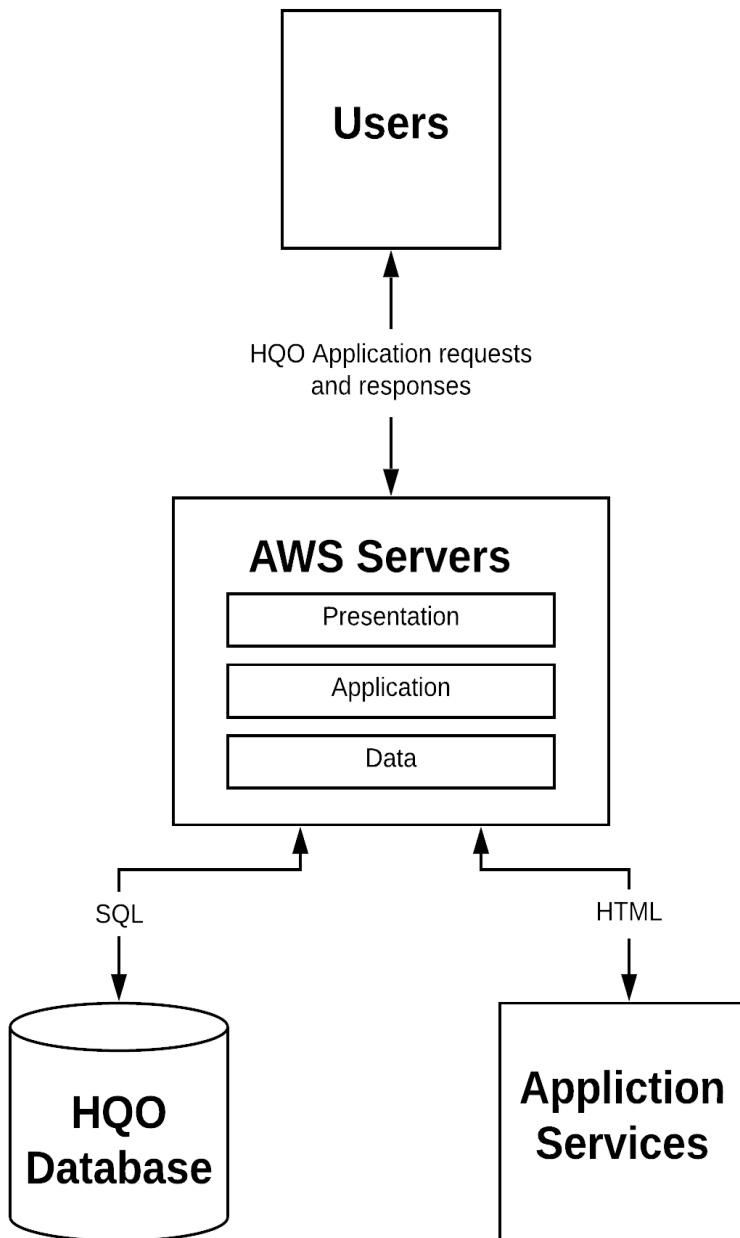 Users
HQO Application requests
and responses
AWS Servers
Presentation
Application
Data
SQL
HTML
HQO
Database
Appliction
Services